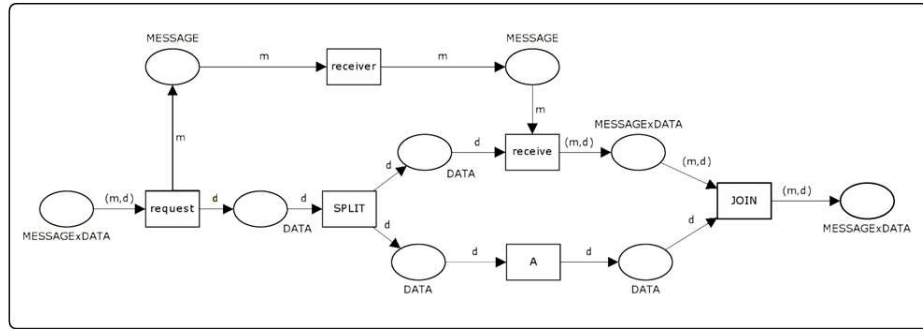 MESSAGE
MESSAGE
m
receiver
m
m
m
MESSAGExDATA
d
d
receive
(m,d)
(m,d)
DATA
(m,d)
request
d
d
SPLIT
JOIN
(m,d)
MESSAGExDATA
DATA
MESSAGExDATA
d
d
d
A
d
DATA
DATA